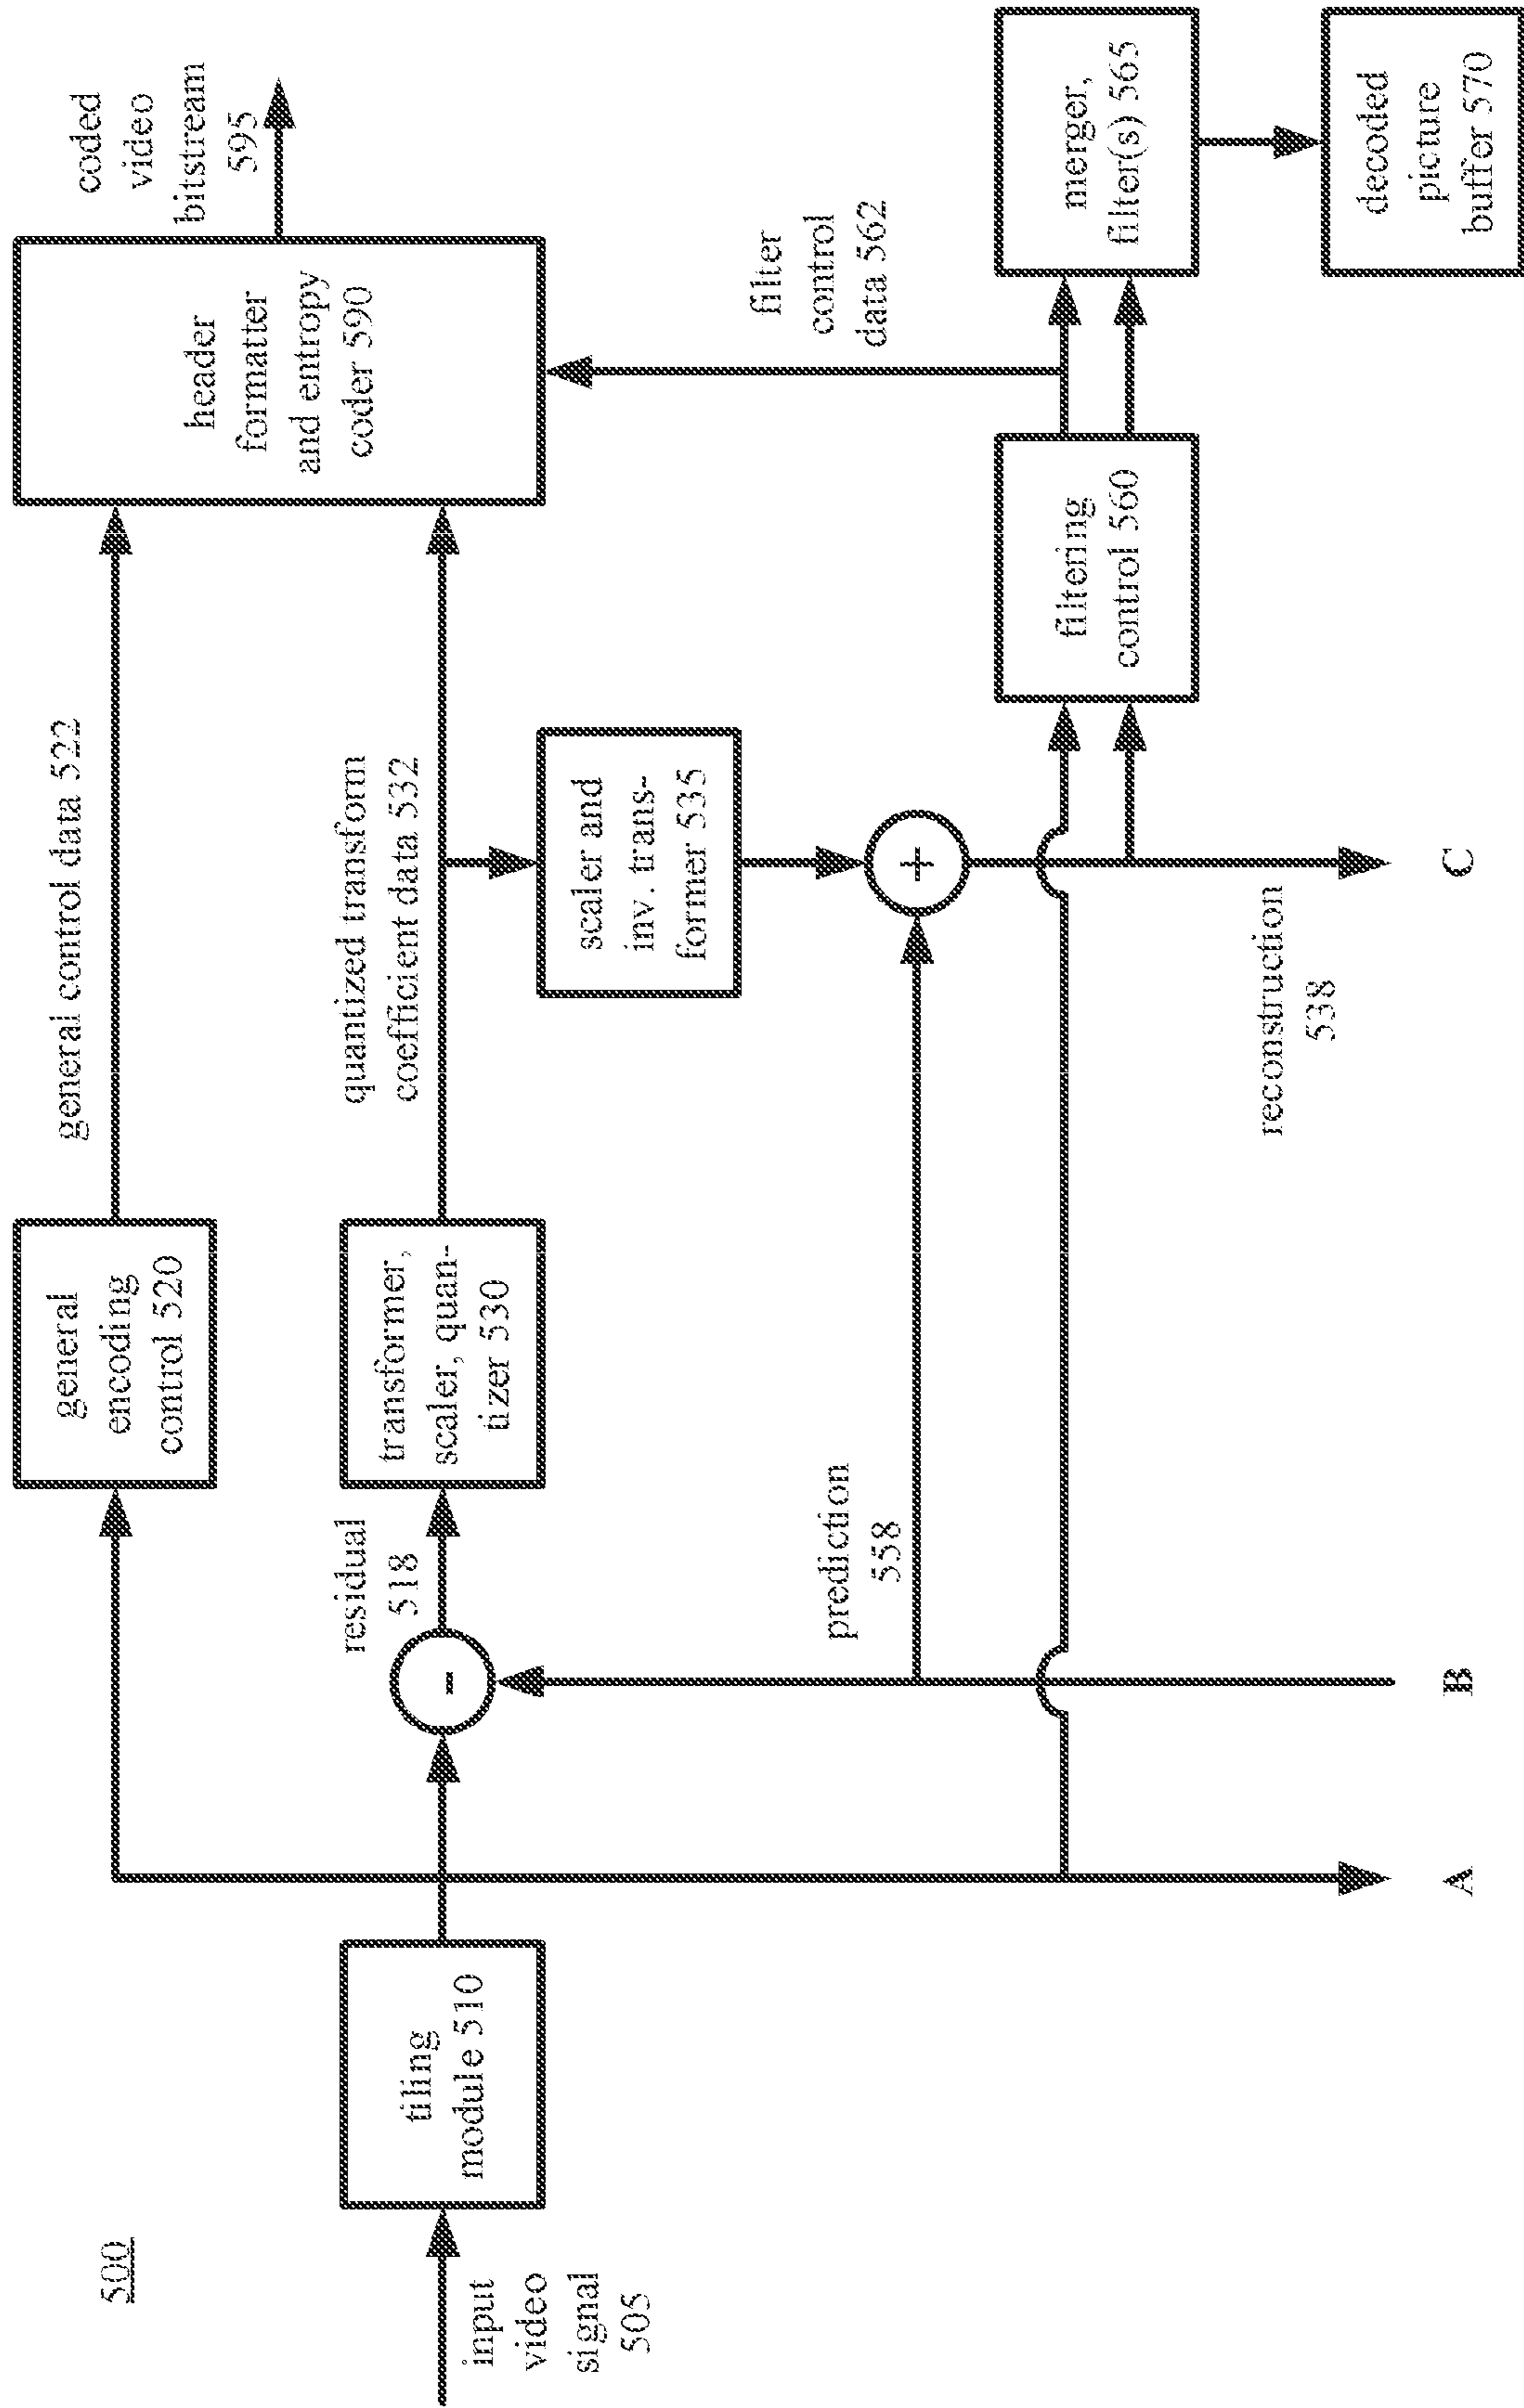 500
input
video
signal
505
tiling
module 510
general
encoding
control 520
general control data 522
header
formatter
and entropy
coder 590
coded
video
bitstream
595
-
residual
518
transformer,
scaler, quan-
tizer 530
quantized transform
coefficient data 532
scaler and
inv. trans-
former 535
prediction
558
+
filter
control
data 562
filtering
control 560
merger,
filter(s) 565
decoded
picture
buffer 570
reconstruction
538
A
B
C